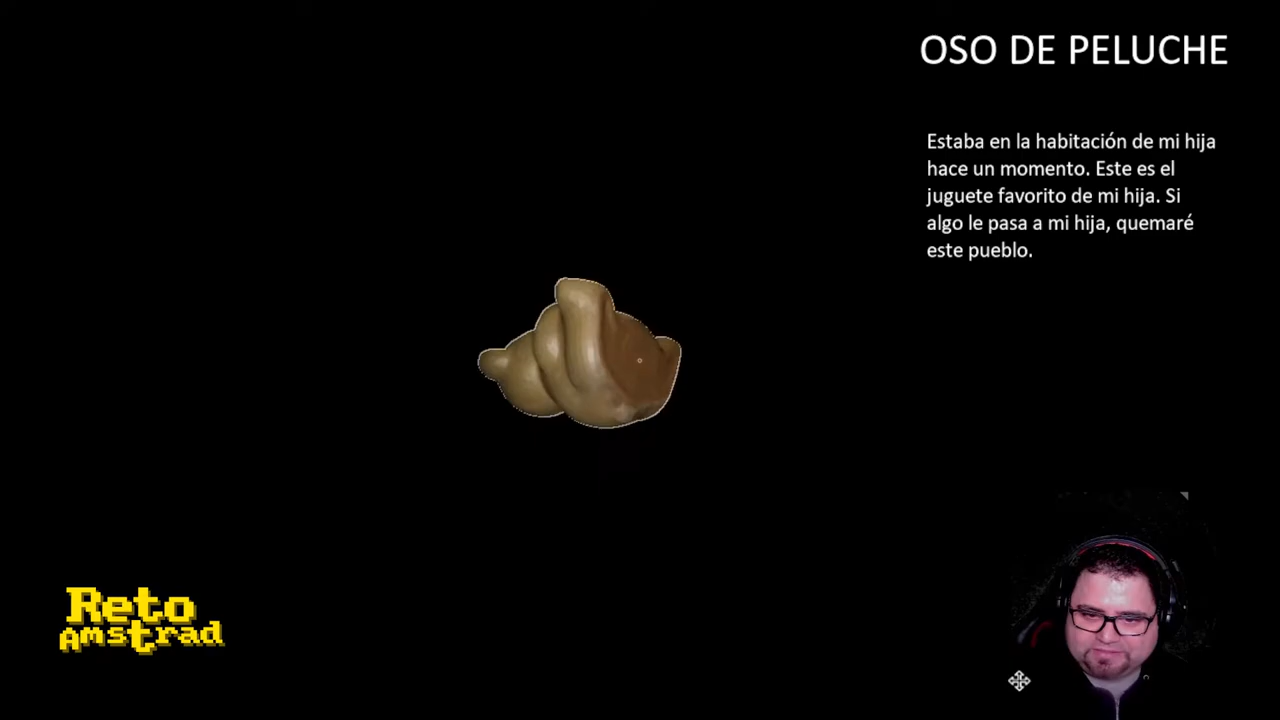 OSO DE PELUCHE
Estaba en la habitación de mi hija
hace un momento. Este es el
juguete favorito de mi hija. Si
algo le pasa a mi hija, quemaré
este pueblo.
Reto
Amstrad